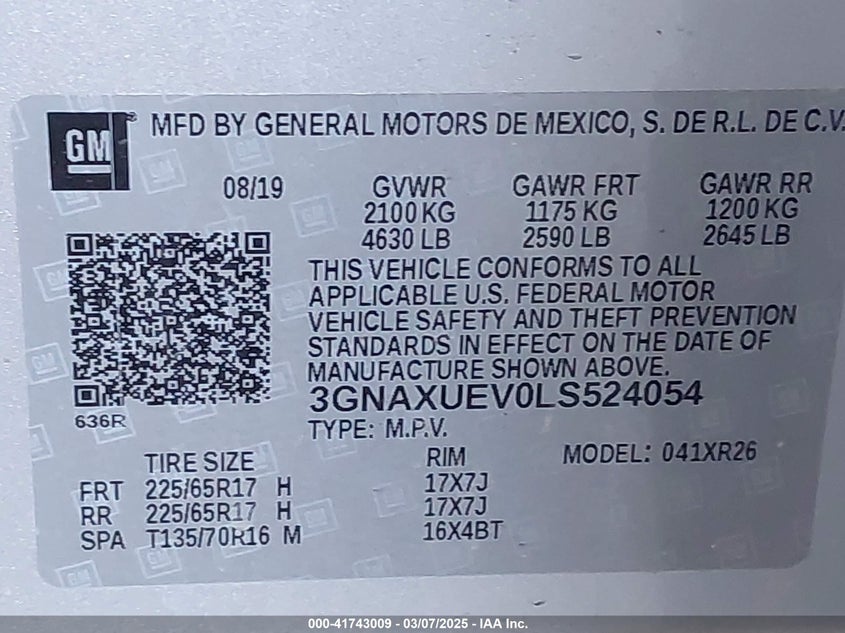 GM ® MFD BY GENERAL MOTORS DE MEXICO, S. DE R.L. DE C.V.
08/19 GVWR GAWR FRT GAWR RR
2100 KG 1175 KG 1200 KG
4630 LB 2590 LB 2645 LB
THIS VEHICLE CONFORMS TO ALL
APPLICABLE U.S. FEDERAL MOTOR
VEHICLE SAFETY AND THEFT PREVENTION
STANDARDS IN EFFECT ON THE DATE OF
MANUFACTURE SHOWN ABOVE.
3GNAXUEV0LS524054
636R
TYPE: M.P.V.
TIRE SIZE RIM MODEL: 041XR26
FRT 225/65R17 H 17X7J
RR 225/65R17 H 17X7J
SPA T135/70R16 M 16X4BT
000-41743009 - 03/07/2025 - IAA Inc.